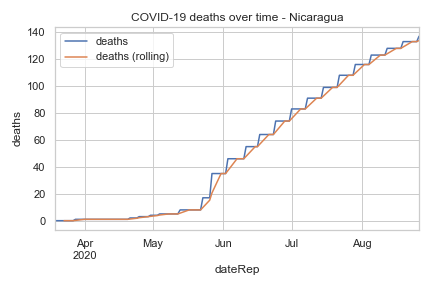 COVID-19 deaths over time - Nicaragua
deaths
deaths (rolling)
140
120
100
80
60
40
20
0
deaths
Apr
2020
May
Jun
Jul
Aug
dateRep